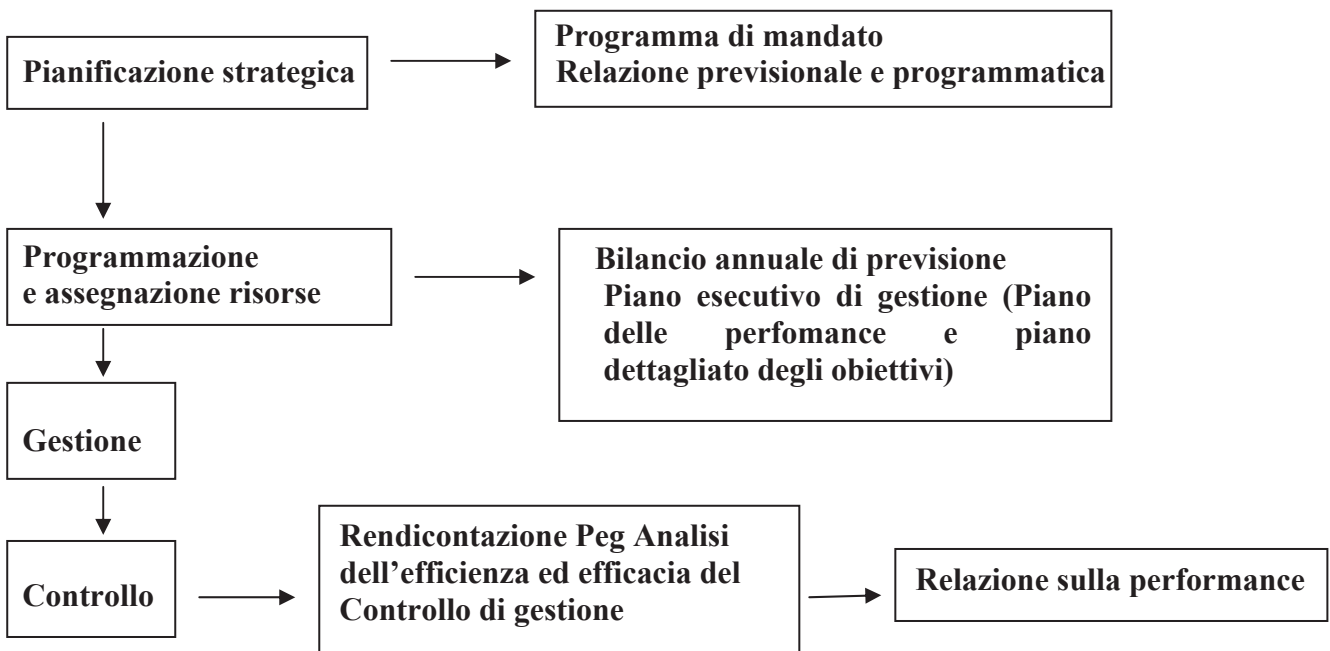 Pianificazione strategica
Programma di mandato
Relazione previsionale e programmatica
Programmazione
e assegnazione risorse
Bilancio annuale di previsione
Piano esecutivo di gestione (Piano
delle perfomance e piano
dettagliato degli obiettivi)
Gestione
Controllo
Rendicontazione Peg Analisi
dell’efficienza ed efficacia del
Controllo di gestione
Relazione sulla performance